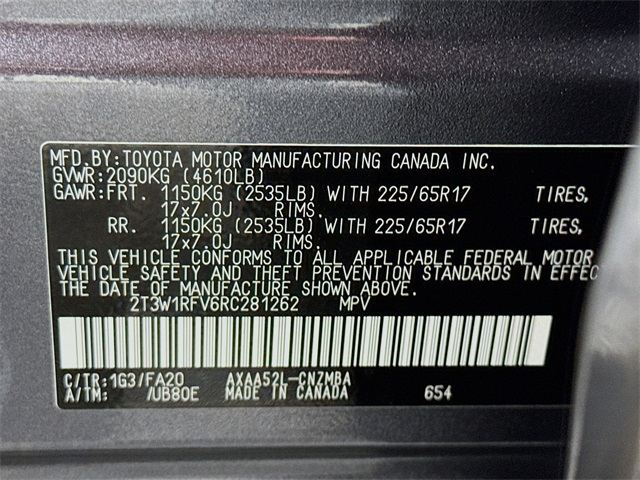 MFD.BY:TOYOTA MOTOR MANUFACTURING CANADA INC.
GVWR:2090KG (4610LB)
GAWR:FRT. 1150KG (2535LB) WITH 225/65R17 TIRES,
17x7.0J RIMS.
RR. 1150KG (2535LB) WITH 225/65R17 TIRES,
17x7.0J RIMS.
THIS VEHICLE CONFORMS TO ALL APPLICABLE FEDERAL MOTOR
VEHICLE SAFETY AND THEFT PREVENTION STANDARDS IN EFFEC
THE DATE OF MANUFACTURE SHOWN ABOVE.
2T3W1RFV6RC281262 MPV
C/TR:1G3/FA20 AXAA52L-CNZMBA
A/TM: /UB80E MADE IN CANADA 654